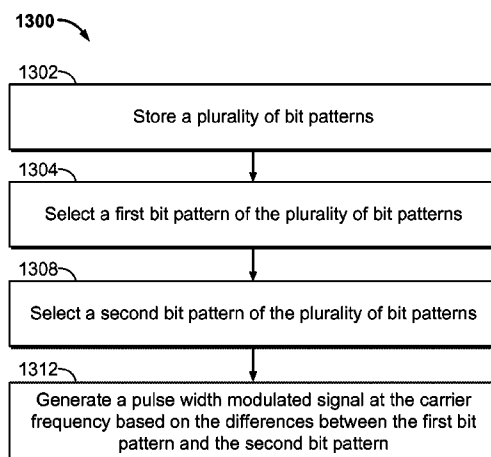 1300
1302
Store a plurality of bit patterns
1304
Select a first bit pattern of the plurality of bit patterns
1308
Select a second bit pattern of the plurality of bit patterns
1312
Generate a pulse width modulated signal at the carrier
frequency based on the differences between the first bit
pattern and the second bit pattern